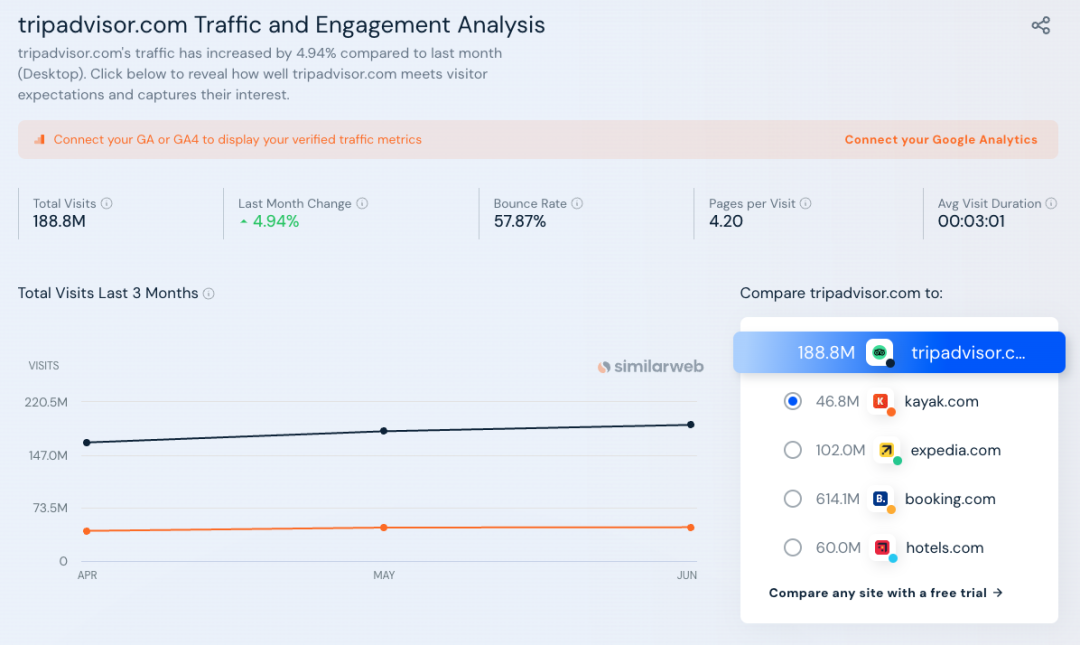 tripadvisor.com Traffic and Engagement Analysis
tripadvisor.com's traffic has increased by 4.94% compared to last month
(Desktop). Click below to reveal how well tripadvisor.com meets visitor
expectations and captures their interest.
Connect your GA or GA4 to display your verified traffic metrics
Connect your Google Analytics
Total Visits
188.8M
Last Month Change
4.94%
Bounce Rate
57.87%
Pages per Visit
4.20
Avg Visit Duration
00:03:01
Total Visits Last 3 Months
VISITS
similarweb
220.5M
147.0M
73.5M
0
APR
MAY
JUN
Compare tripadvisor.com to:
188.8M tripadvisor.c...
46.8M K kayak.com
102.0M expedia.com
614.1M B. booking.com
60.0M hotels.com
Compare any site with a free trial →